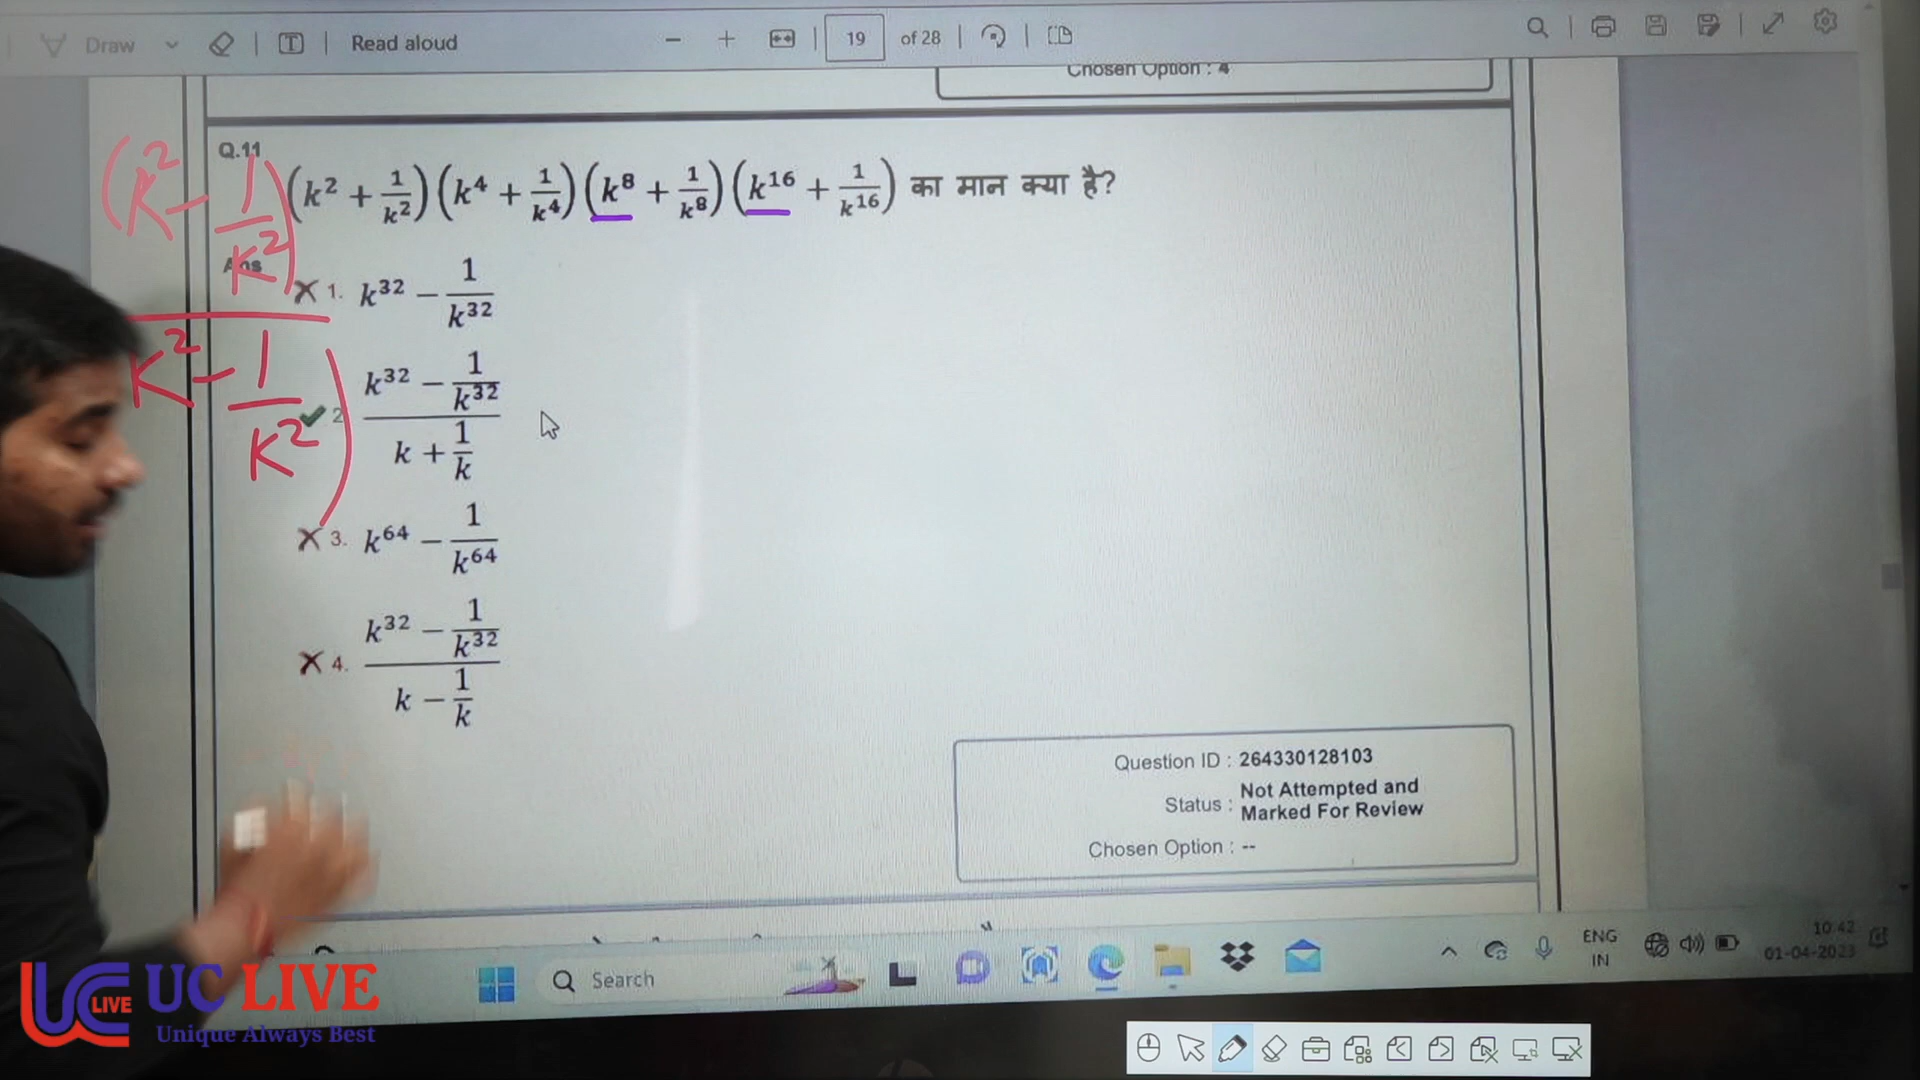 Draw
Read aloud
19 of 28
Chosen Option : 4
Q.11
(k² + 1/k²)(k⁴ + 1/k⁴)(k⁸ + 1/k⁸)(k¹⁶ + 1/k¹⁶) का मान क्या है?
(K² - 1/K²)
K² - 1/K²)
Ans
X 1. k³² − 1/k³²
✔ 2. (k³² − 1/k³²)/(k + 1/k)
X 3. k⁶⁴ − 1/k⁶⁴
X 4. (k³² − 1/k³²)/(k − 1/k)
Question ID : 264330128103
Status : Not Attempted and
Marked For Review
Chosen Option : --
Search
ENG
IN
10:42
01-04-2023
LIVE
UC LIVE
Unique Always Best